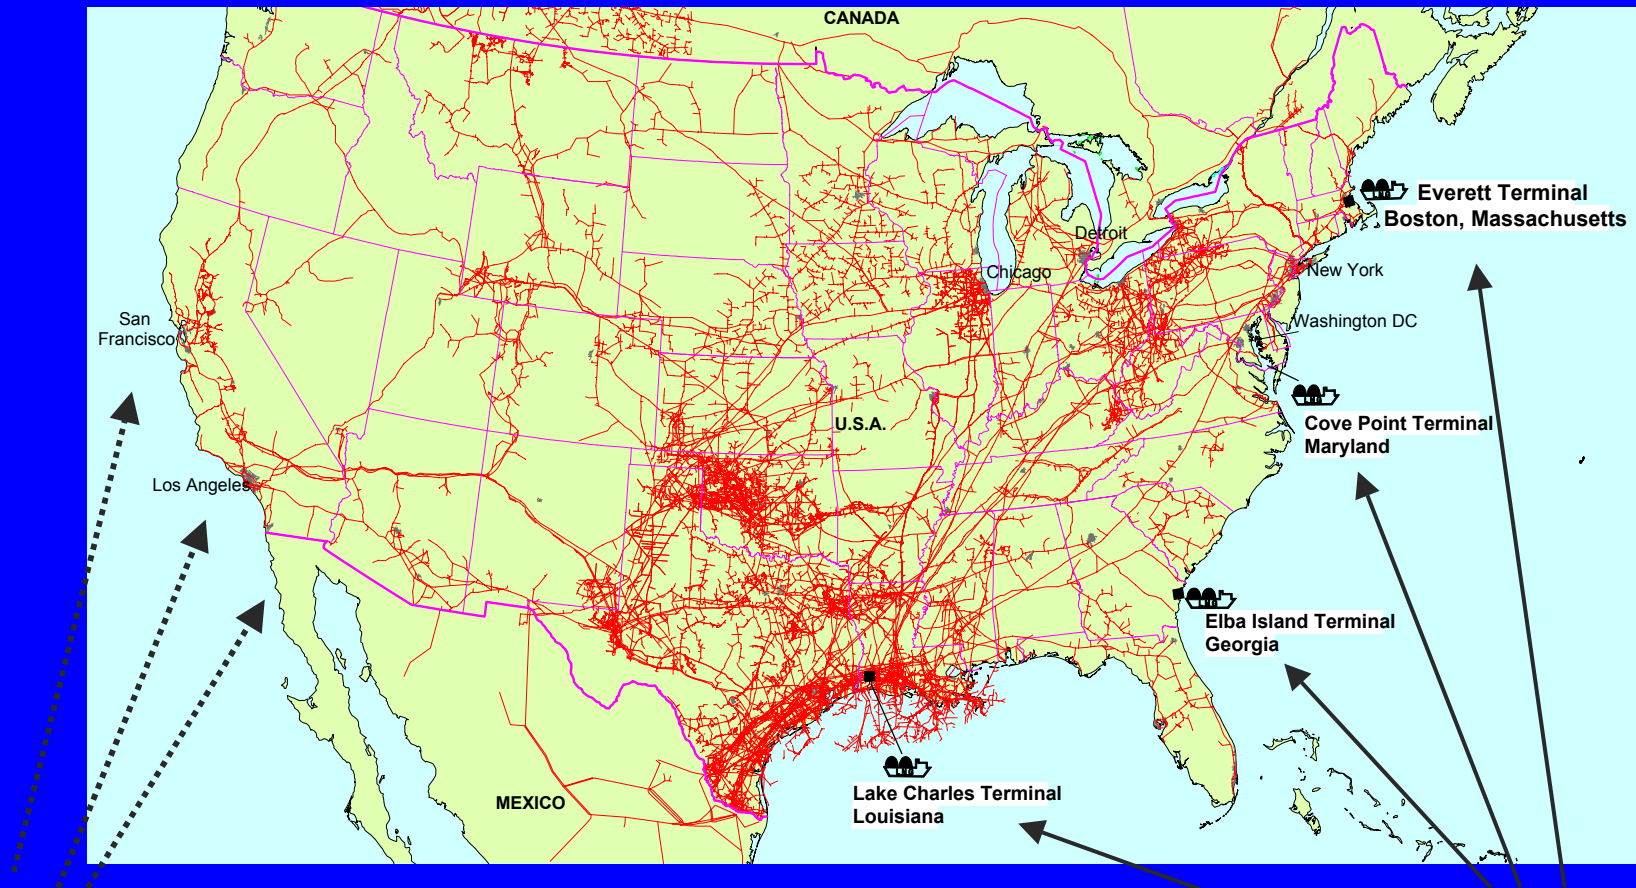 CANADA
Everett Terminal
Boston, Massachusetts
Detroit
Chicago
New York
San
Francisco
Washington DC
U.S.A.
Cove Point Terminal
Maryland
Los Angeles
Elba Island Terminal
Georgia
MEXICO
Lake Charles Terminal
Louisiana